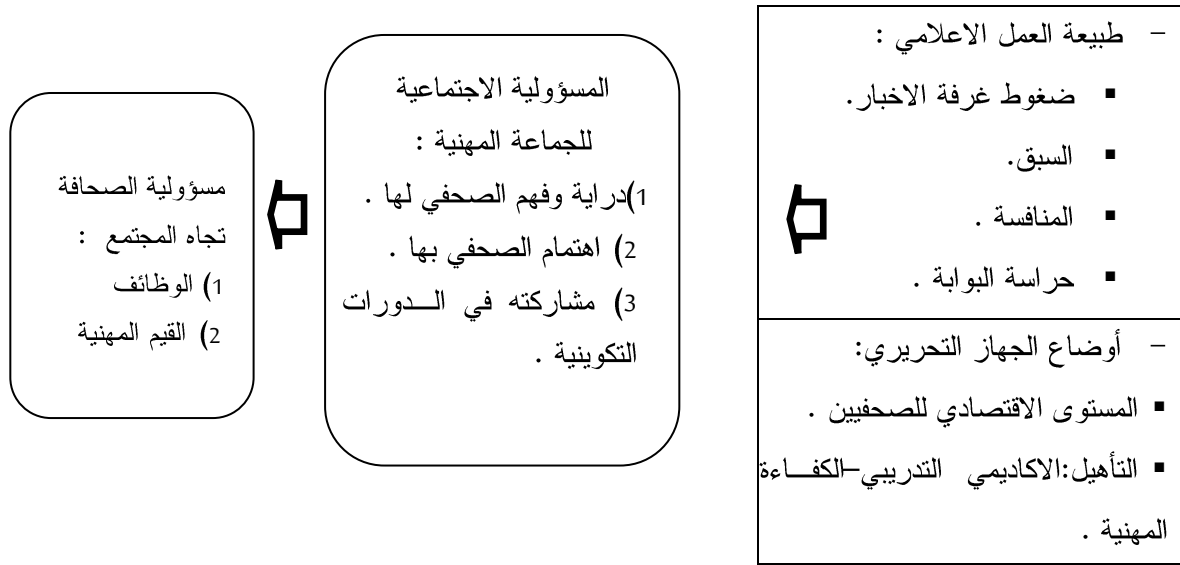 – طبيعة العمل الاعلامي :
▪ ضغوط غرفة الاخبار.
▪ السبق.
▪ المنافسة .
▪ حراسة البوابة .
– أوضاع الجهاز التحريري:
▪ المستوى الاقتصادي للصحفيين .
▪ التأهيل:الاكاديمي التدريبي–الكفـــاءة
المهنية .
المسؤولية الاجتماعية
للجماعة المهنية :
1)دراية وفهم الصحفي لها .
2) اهتمام الصحفي بها .
3) مشاركته في الـــدورات
التكوينية .
مسؤولية الصحافة
تجاه المجتمع :
1) الوظائف
2) القيم المهنية